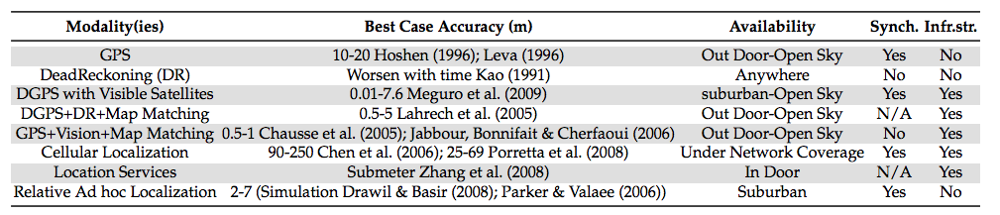 Modality(ies) Best Case Accuracy (m) Availability Synch. Infr.str.
GPS 10-20 Hoshen (1996); Leva (1996) Out Door-Open Sky Yes No
DeadReckoning (DR) Worsen with time Kao (1991) Anywhere No No
DGPS with Visible Satellites 0.01-7.6 Meguro et al. (2009) suburban-Open Sky Yes Yes
DGPS+DR+Map Matching 0.5-5 Lahrech et al. (2005) Out Door-Open Sky N/A Yes
GPS+Vision+Map Matching 0.5-1 Chausse et al. (2005); Jabbour, Bonnifait & Cherfaoui (2006) Out Door-Open Sky No Yes
Cellular Localization 90-250 Chen et al. (2006); 25-69 Porretta et al. (2008) Under Network Coverage Yes Yes
Location Services Submeter Zhang et al. (2008) In Door N/A Yes
Relative Ad hoc Localization 2-7 (Simulation Drawil & Basir (2008); Parker & Valaee (2006)) Suburban Yes No